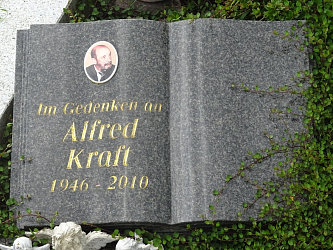 Im Gedenken an
Alfred
Kraft
1946 - 2010